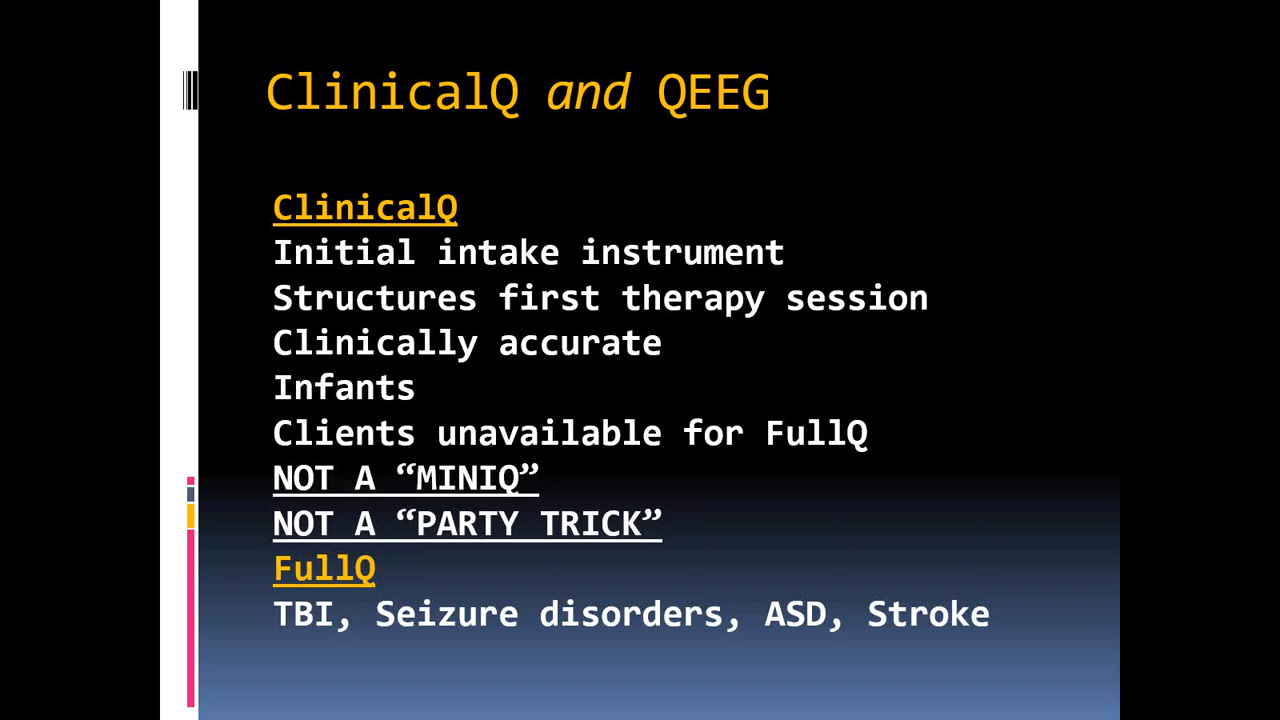 ClinicalQ and QEEG
ClinicalQ
Initial intake instrument
Structures first therapy session
Clinically accurate
Infants
Clients unavailable for FullQ
NOT A “MINIQ”
NOT A “PARTY TRICK”
FullQ
TBI, Seizure disorders, ASD, Stroke